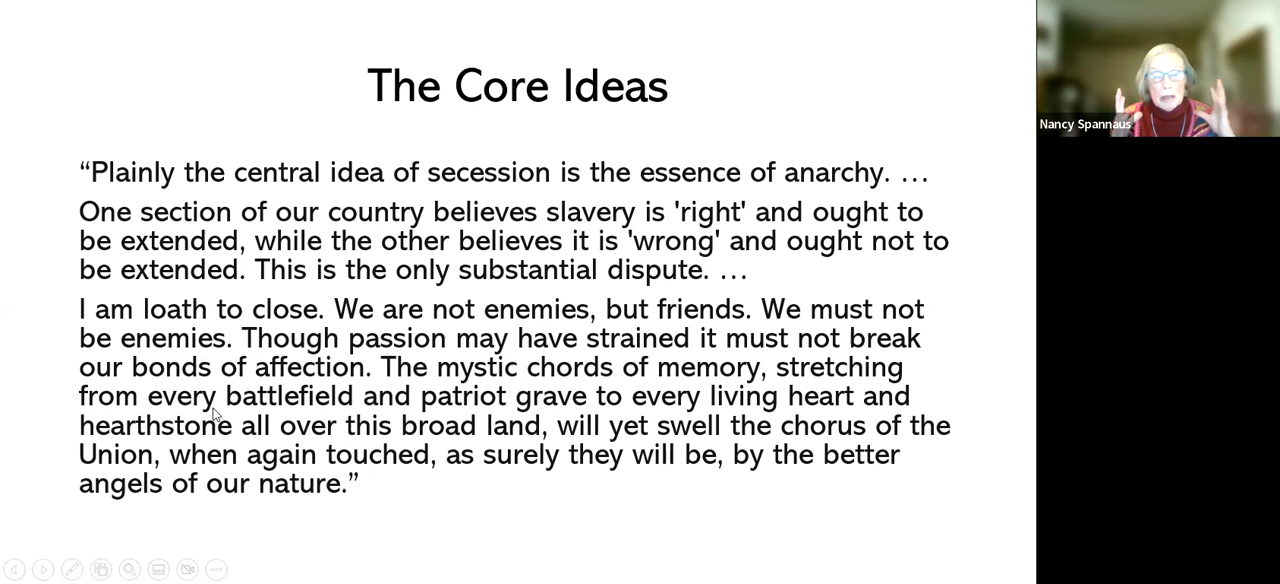 The Core Ideas
“Plainly the central idea of secession is the essence of anarchy. …
One section of our country believes slavery is 'right' and ought to
be extended, while the other believes it is 'wrong' and ought not to
be extended. This is the only substantial dispute. …
I am loath to close. We are not enemies, but friends. We must not
be enemies. Though passion may have strained it must not break
our bonds of affection. The mystic chords of memory, stretching
from every battlefield and patriot grave to every living heart and
hearthstone all over this broad land, will yet swell the chorus of the
Union, when again touched, as surely they will be, by the better
angels of our nature.”
Nancy Spannaus